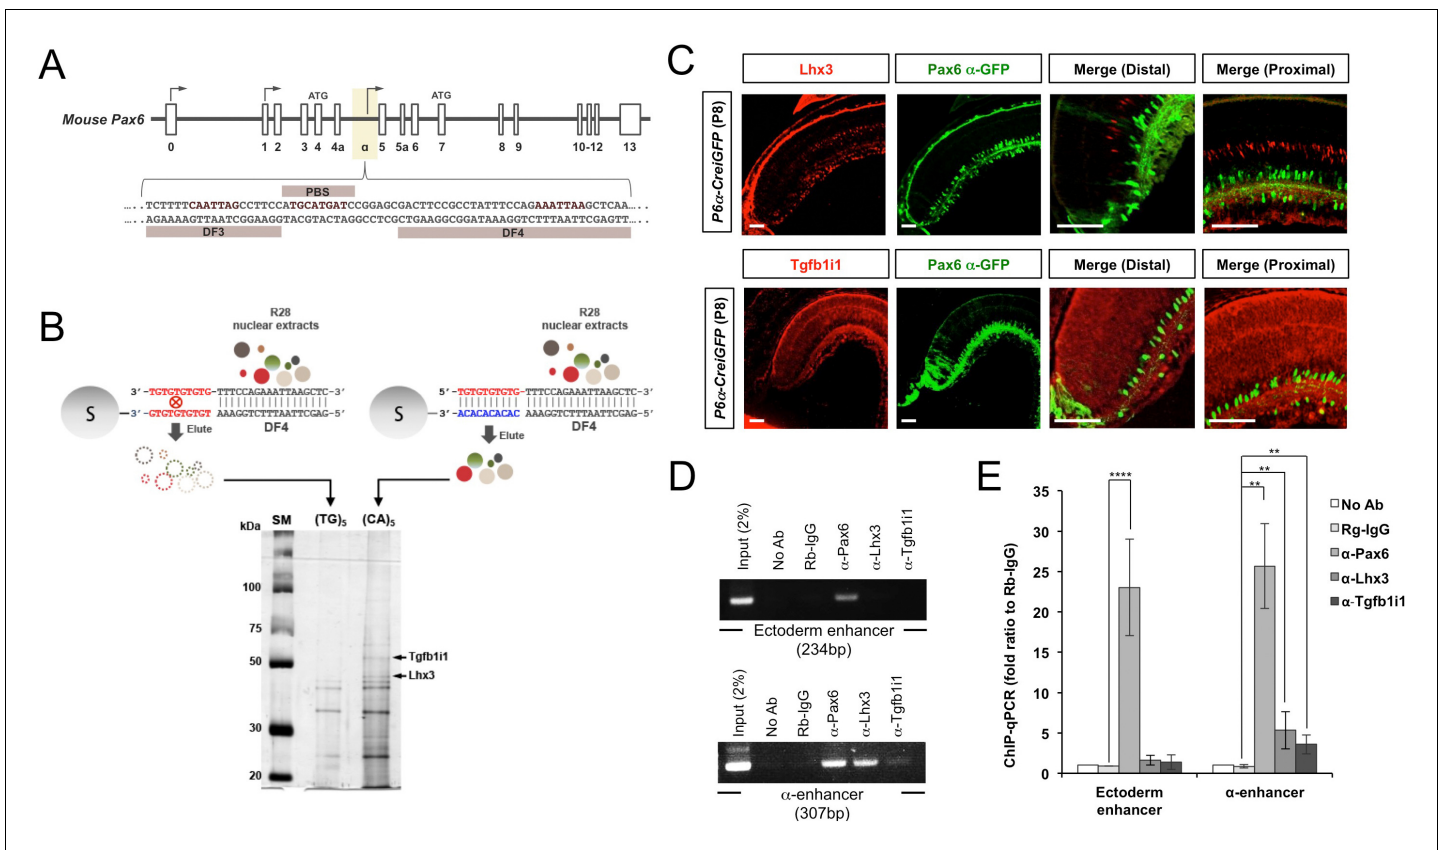 A
ATG
ATG
Mouse Pax6
0 1 2 3 4 4a α 5 5a 6 7 8 9 10-12 13
PBS
.....TCTTTTCAATTAGCCTTCCATGCATGATCCGGAGCGACTTCCGCCTATTTCCAGAAATTAAGCTCAA.....
.....AGAAAAGTTAATCGGAAGGTACGTACTAGGCCTCGCTGAAGGCGGATAAAGGTCTTTAATTCGAGTT.....
DF3
DF4
B
R28
nuclear extracts
R28
nuclear extracts
S
3'-TGTGTGTGTG-TTTCCAGAAATTAAGCTC-3'
3'-GTGTGTGTGT AAAGGTCTTTAATTCGAG-5'
DF4
Elute
S
5'-TGTGTGTGTG-TTTCCAGAAATTAAGCTC-3'
3'-ACACACACAC AAAGGTCTTTAATTCGAG-5'
DF4
Elute
kDa
SM
(TG)5
(CA)5
100
75
50
30
20
Tgfb1i1
Lhx3
C
Lhx3
Pax6 α-GFP
Merge (Distal)
Merge (Proximal)
P6α-CreiGFP (P8)
Tgfb1i1
Pax6 α-GFP
Merge (Distal)
Merge (Proximal)
P6α-CreiGFP (P8)
D
Input (2%)
No Ab
Rb-IgG
α-Pax6
α-Lhx3
α-Tgfb1i1
Ectoderm enhancer
(234bp)
Input (2%)
No Ab
Rb-IgG
α-Pax6
α-Lhx3
α-Tgfb1i1
α-enhancer
(307bp)
E
ChIP-qPCR (fold ratio to Rb-IgG)
35
30
25
20
15
10
5
0
****
**
**
**
No Ab
Rg-IgG
α-Pax6
α-Lhx3
α-Tgfb1i1
Ectoderm
enhancer
α-enhancer